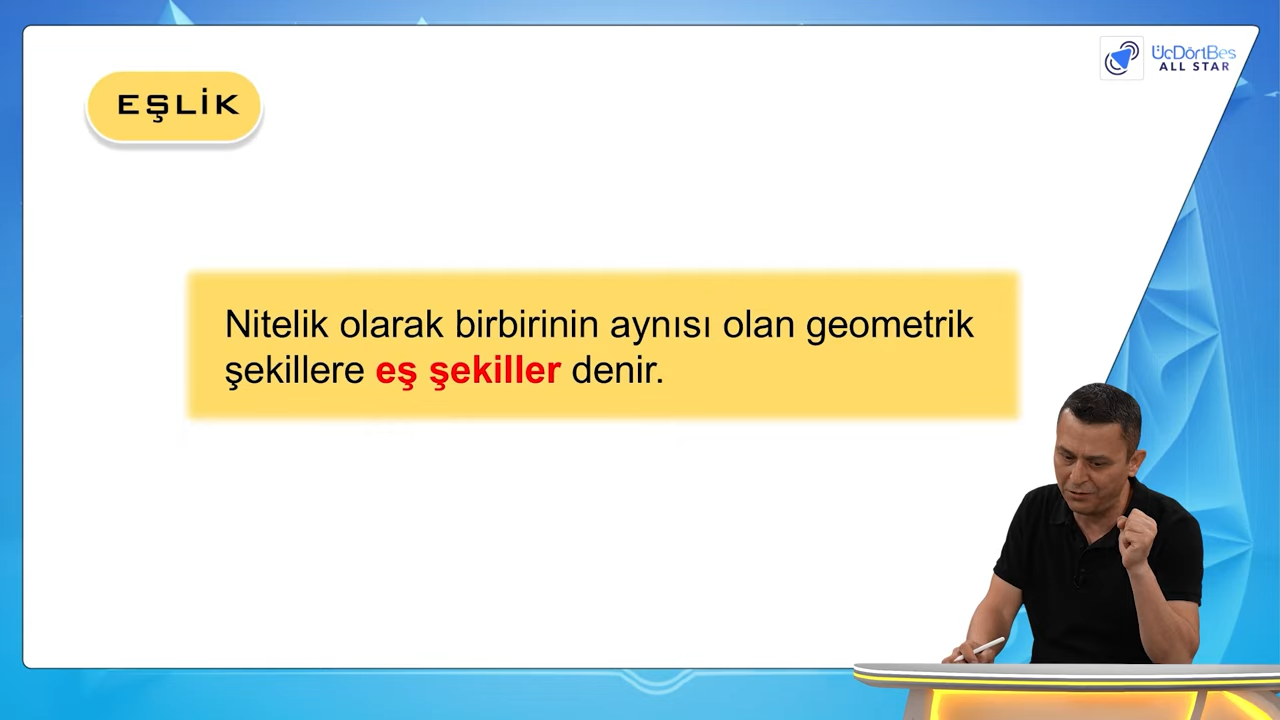 ÜçDörtBeş
ALL STAR
EŞLİK
Nitelik olarak birbirinin aynısı olan geometrik
şekillere eş şekiller denir.